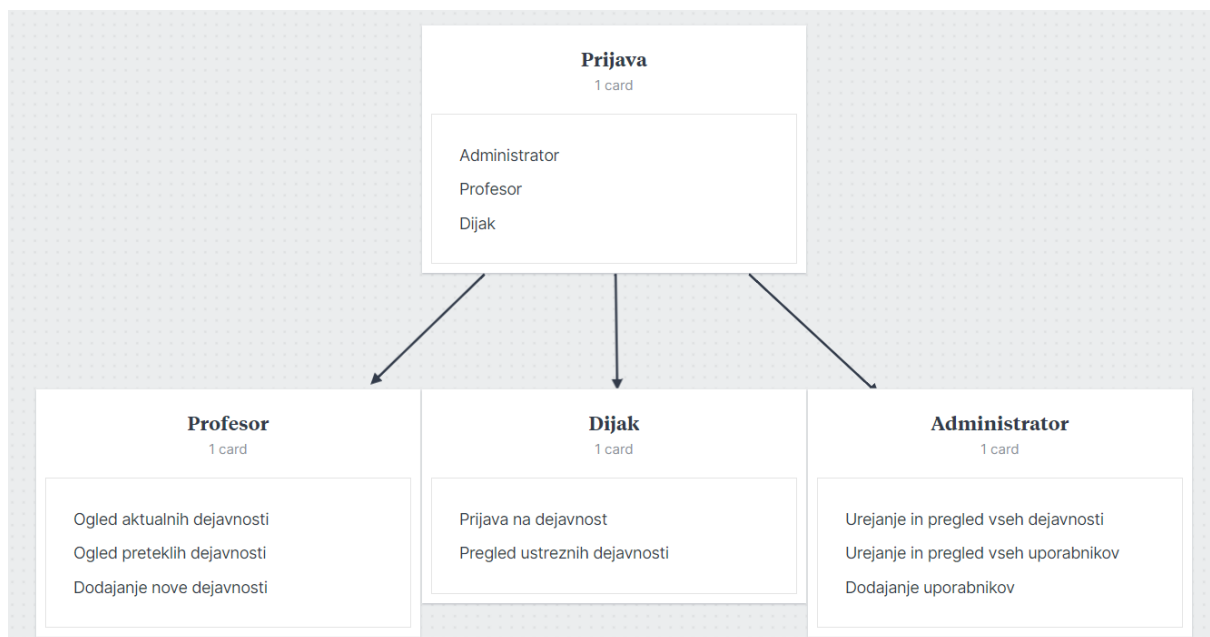 Prijava
1 card
Administrator
Profesor
Dijak
Profesor
1 card
Ogled aktualnih dejavnosti
Ogled preteklih dejavnosti
Dodajanje nove dejavnosti
Dijak
1 card
Prijava na dejavnost
Pregled ustreznih dejavnosti
Administrator
1 card
Urejanje in pregled vseh dejavnosti
Urejanje in pregled vseh uporabnikov
Dodajanje uporabnikov